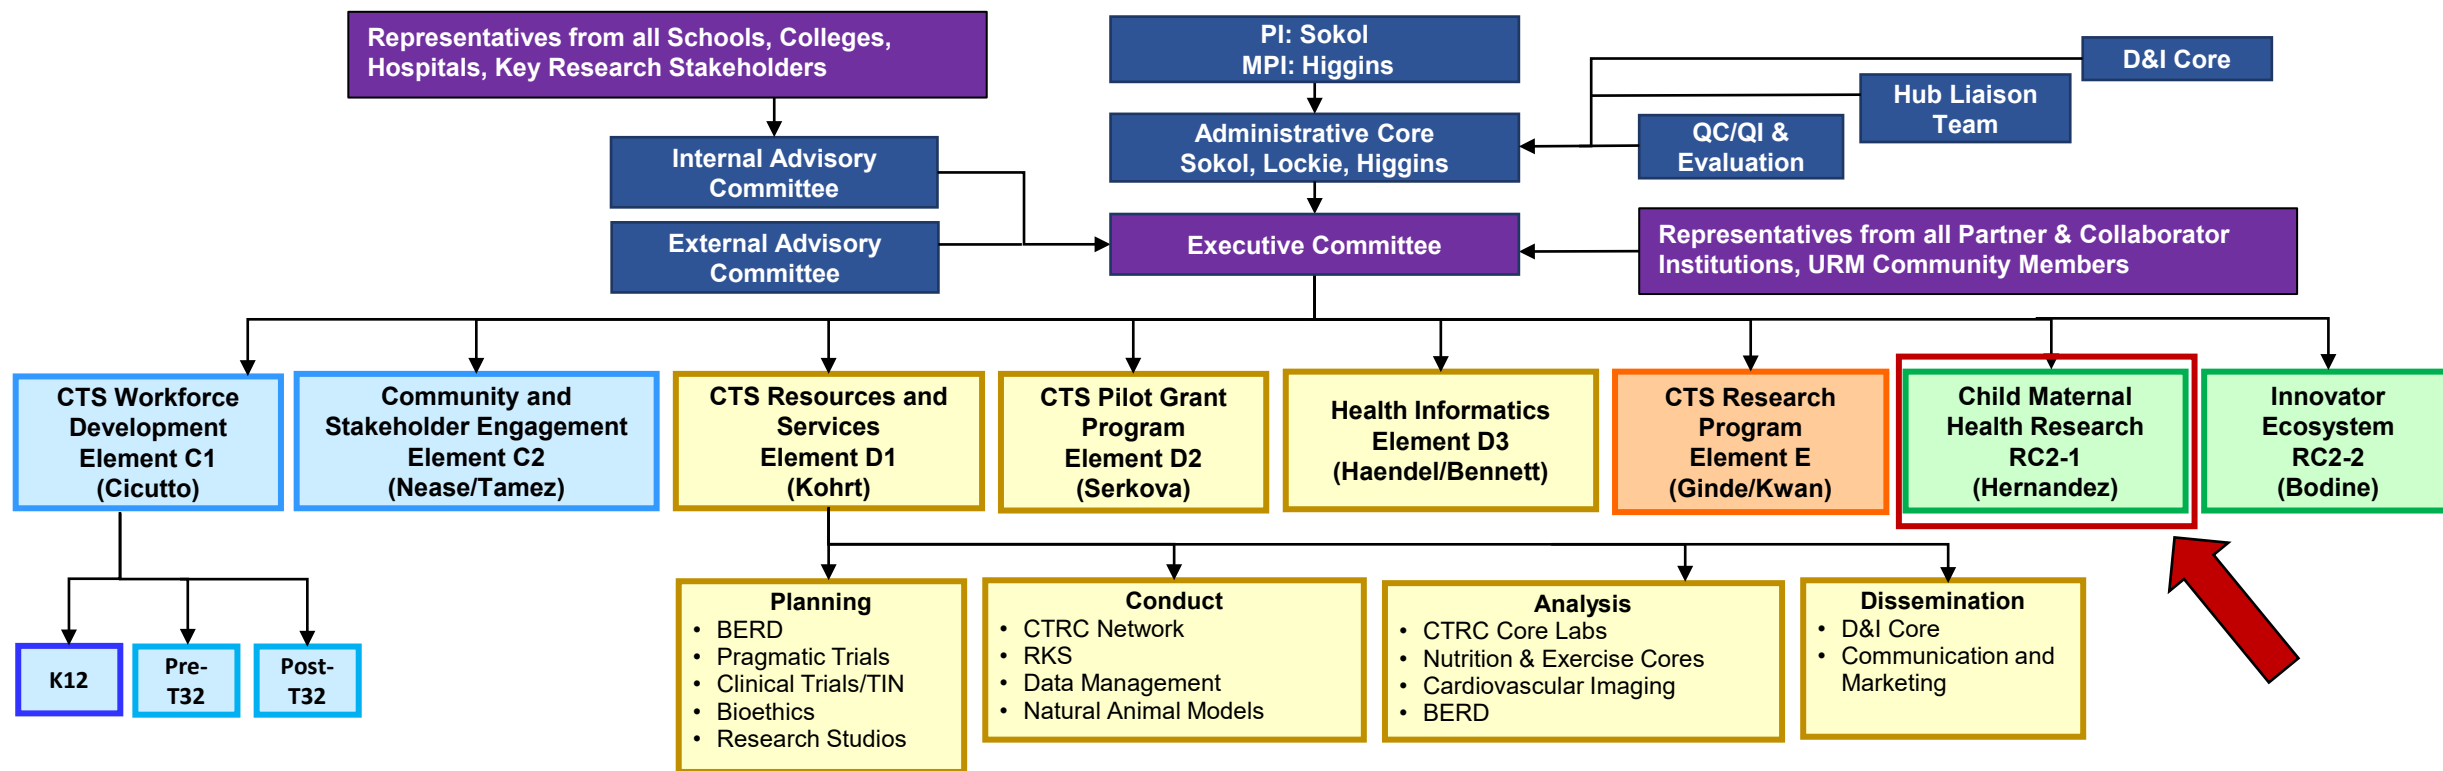 Representatives from all Schools, Colleges,
Hospitals, Key Research Stakeholders
PI: Sokol
MPI: Higgins
D&I Core
Hub Liaison
Team
QC/QI &
Evaluation
Administrative Core
Sokol, Lockie, Higgins
Internal Advisory
Committee
External Advisory
Committee
Executive Committee
Representatives from all Partner & Collaborator
Institutions, URM Community Members
CTS Workforce
Development
Element C1
(Cicutto)
Community and
Stakeholder Engagement
Element C2
(Nease/Tamez)
CTS Resources and
Services
Element D1
(Kohrt)
CTS Pilot Grant
Program
Element D2
(Serkova)
Health Informatics
Element D3
(Haendel/Bennett)
CTS Research
Program
Element E
(Ginde/Kwan)
Child Maternal
Health Research
RC2-1
(Hernandez)
Innovator
Ecosystem
RC2-2
(Bodine)
K12
Pre-
T32
Post-
T32
Planning
• BERD
• Pragmatic Trials
• Clinical Trials/TIN
• Bioethics
• Research Studios
Conduct
• CTRC Network
• RKS
• Data Management
• Natural Animal Models
Analysis
• CTRC Core Labs
• Nutrition & Exercise Cores
• Cardiovascular Imaging
• BERD
Dissemination
• D&I Core
• Communication and
Marketing